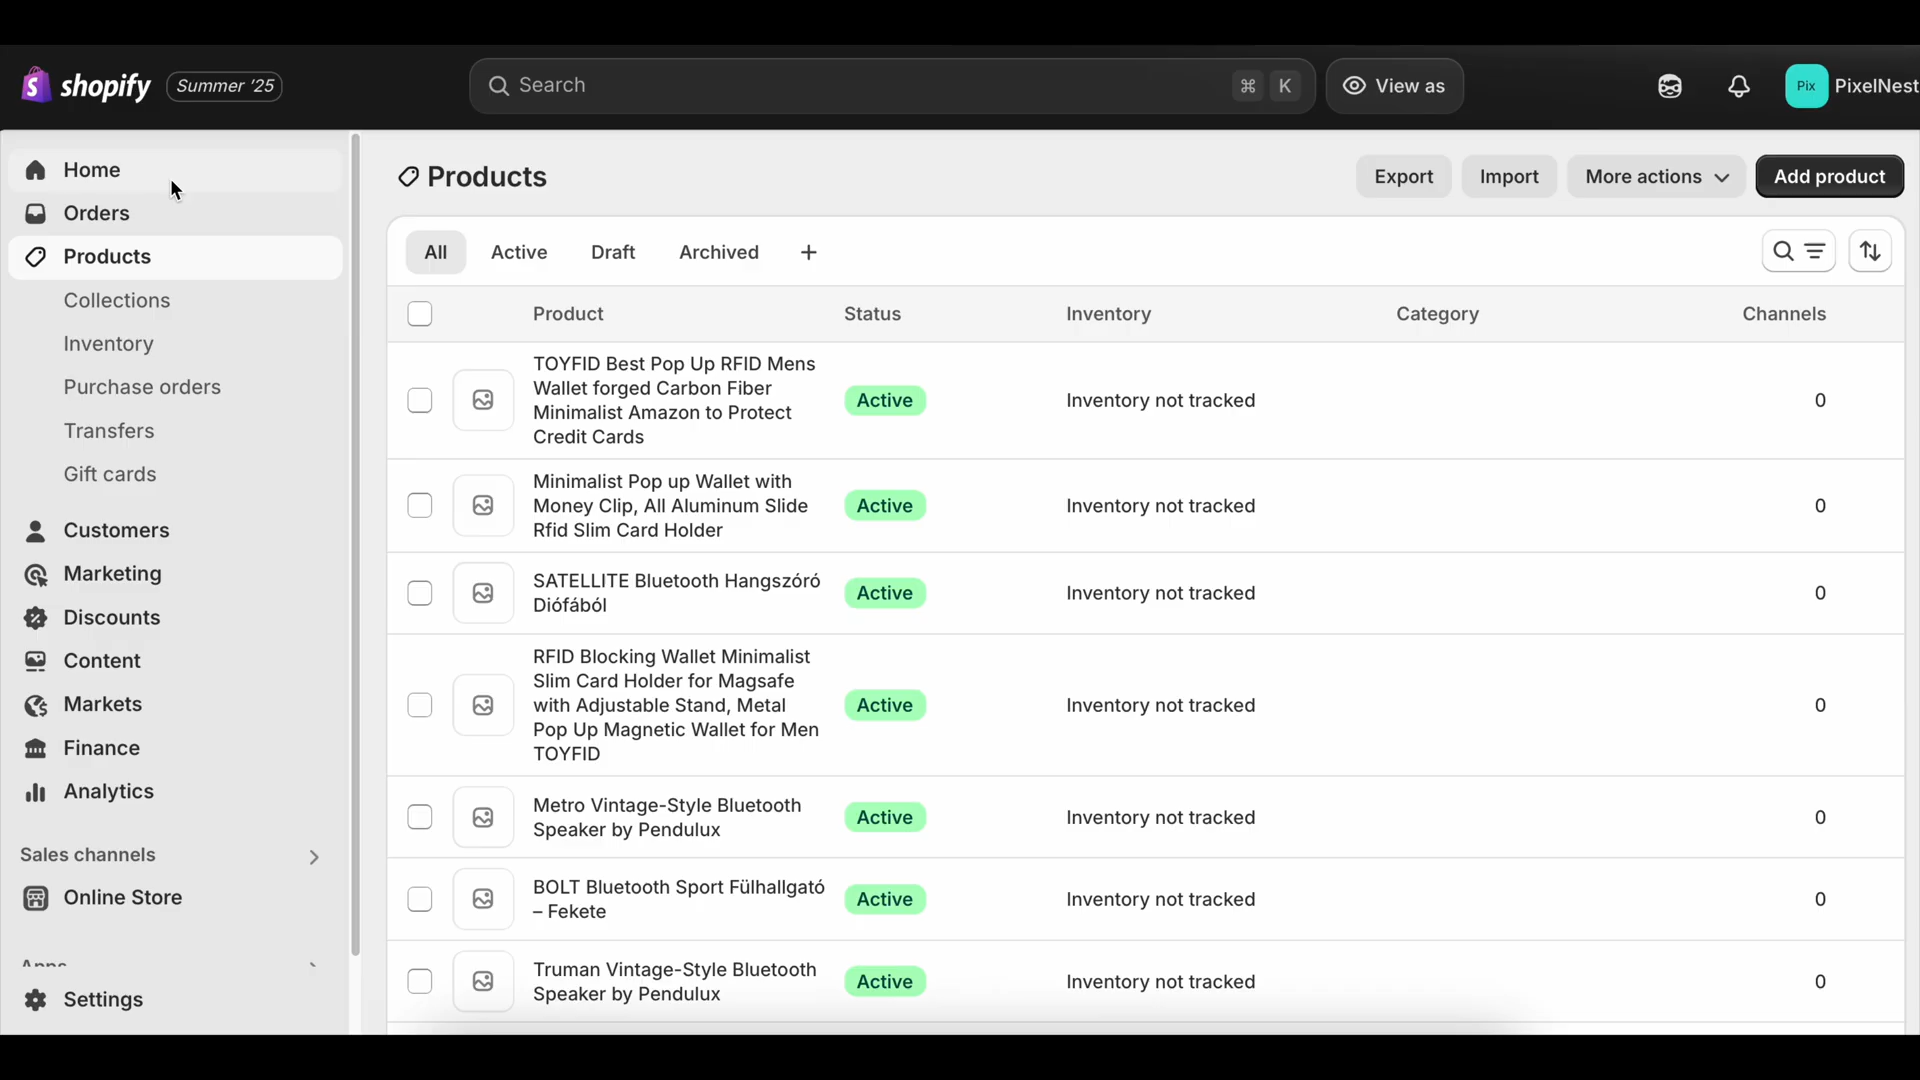 shopify Summer '25
Search
⌘ K
View as
Pix PixelNest
Home
Orders
Products
Collections
Inventory
Purchase orders
Transfers
Gift cards
Customers
Marketing
Discounts
Content
Markets
Finance
Analytics
Sales channels
Online Store
Apps
Settings
Products
Export
Import
More actions
Add product
All Active Draft Archived +
Product Status Inventory Category Channels
TOYFID Best Pop Up RFID Mens
Wallet forged Carbon Fiber
Minimalist Amazon to Protect
Credit Cards
Active
Inventory not tracked
0
Minimalist Pop up Wallet with
Money Clip, All Aluminum Slide
Rfid Slim Card Holder
Active
Inventory not tracked
0
SATELLITE Bluetooth Hangszóró
Diófából
Active
Inventory not tracked
0
RFID Blocking Wallet Minimalist
Slim Card Holder for Magsafe
with Adjustable Stand, Metal
Pop Up Magnetic Wallet for Men
TOYFID
Active
Inventory not tracked
0
Metro Vintage-Style Bluetooth
Speaker by Pendulux
Active
Inventory not tracked
0
BOLT Bluetooth Sport Fülhallgató
– Fekete
Active
Inventory not tracked
0
Truman Vintage-Style Bluetooth
Speaker by Pendulux
Active
Inventory not tracked
0